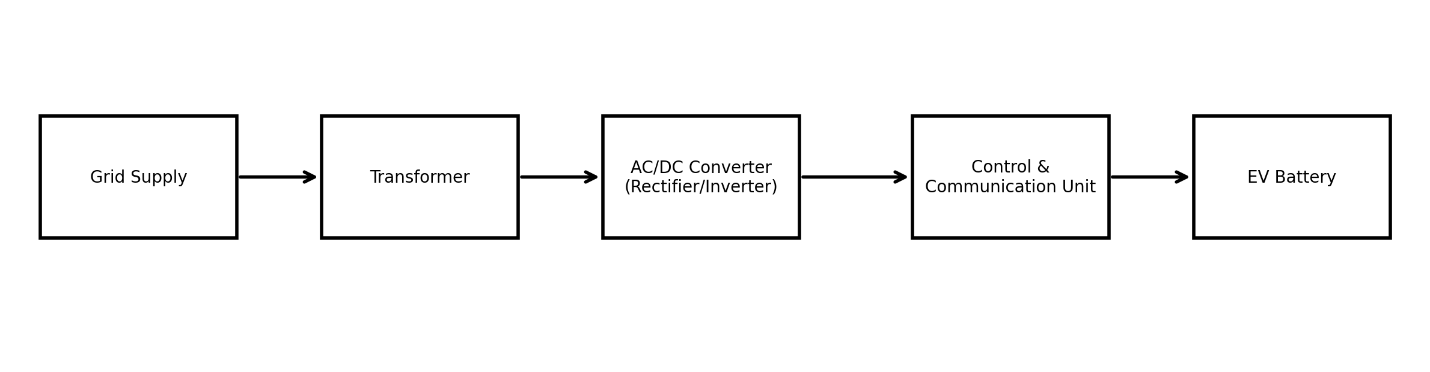 Grid Supply
Transformer
AC/DC Converter
(Rectifier/Inverter)
Control &
Communication Unit
EV Battery